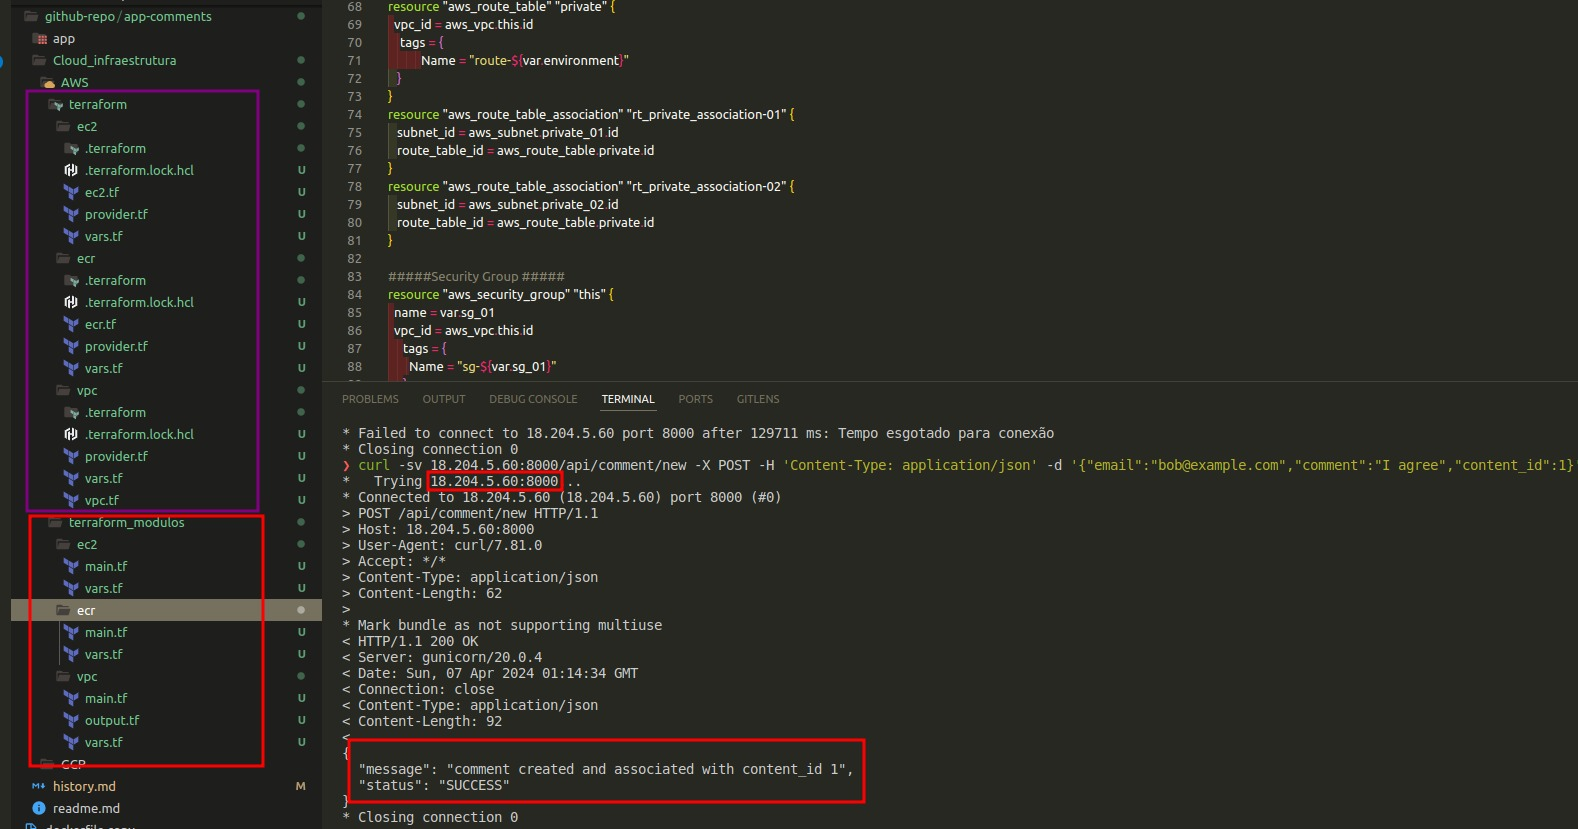 github-repo / app-comments
app
Cloud_infraestrutura
AWS
terraform
ec2
.terraform
.terraform.lock.hcl U
ec2.tf U
provider.tf U
vars.tf U
ecr
.terraform
.terraform.lock.hcl U
ecr.tf U
provider.tf U
vars.tf U
vpc
.terraform
.terraform.lock.hcl U
provider.tf U
vars.tf U
vpc.tf U
terraform_modulos
ec2
main.tf U
vars.tf U
ecr
main.tf U
vars.tf U
vpc
main.tf U
output.tf U
vars.tf U
GCP
history.md M
readme.md
68 resource "aws_route_table" "private" {
69 vpc_id = aws_vpc.this.id
70 tags = {
71 Name = "route-${var.environment}"
72 }
73 }
74 resource "aws_route_table_association" "rt_private_association-01" {
75 subnet_id = aws_subnet.private_01.id
76 route_table_id = aws_route_table.private.id
77 }
78 resource "aws_route_table_association" "rt_private_association-02" {
79 subnet_id = aws_subnet.private_02.id
80 route_table_id = aws_route_table.private.id
81 }
82
83 #####Security Group #####
84 resource "aws_security_group" "this" {
85 name = var.sg_01
86 vpc_id = aws_vpc.this.id
87 tags = {
88 Name = "sg-${var.sg_01}"
PROBLEMS OUTPUT DEBUG CONSOLE TERMINAL PORTS GITLENS
* Failed to connect to 18.204.5.60 port 8000 after 129711 ms: Tempo esgotado para conexão
* Closing connection 0
❯ curl -sv 18.204.5.60:8000/api/comment/new -X POST -H 'Content-Type: application/json' -d '{"email":"bob@example.com","comment":"I agree","content_id":1}'
* Trying 18.204.5.60:8000...
* Connected to 18.204.5.60 (18.204.5.60) port 8000 (#0)
> POST /api/comment/new HTTP/1.1
> Host: 18.204.5.60:8000
> User-Agent: curl/7.81.0
> Accept: */*
> Content-Type: application/json
> Content-Length: 62
>
* Mark bundle as not supporting multiuse
< HTTP/1.1 200 OK
< Server: gunicorn/20.0.4
< Date: Sun, 07 Apr 2024 01:14:34 GMT
< Connection: close
< Content-Type: application/json
< Content-Length: 92
<
{
"message": "comment created and associated with content_id 1",
"status": "SUCCESS"
}
* Closing connection 0